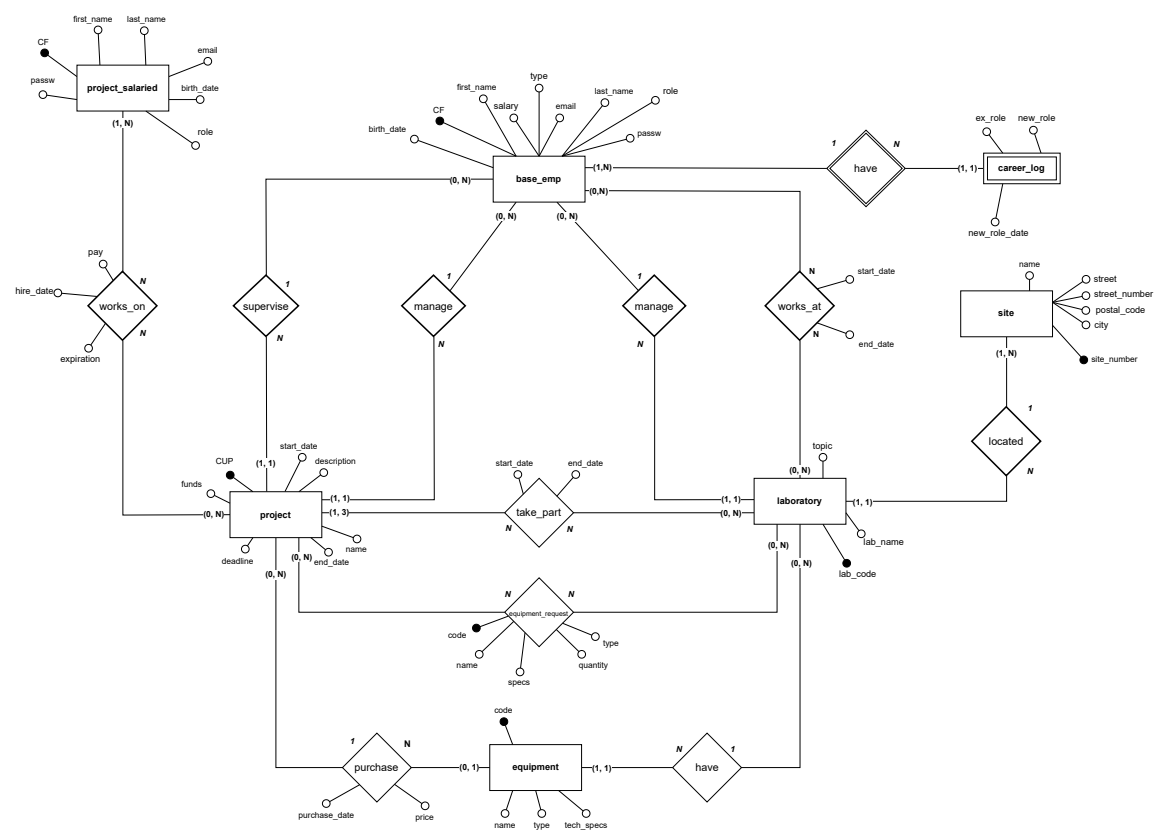 first_name
last_name
CF
email
project_salaried
passw
birth_date
role
(1, N)
type
first_name
last_name
role
salary
email
CF
passw
birth_date
base_emp
(0, N)
(1,N)
(0,N)
(0, N)
(0, N)
1
N
have
(1, 1)
ex_role
new_role
career_log
new_role_date
pay
N
hire_date
works_on
N
expiration
1
supervise
N
1
manage
N
1
manage
N
N
start_date
works_at
N
end_date
name
street
street_number
site
postal_code
city
site_number
(1, N)
1
located
N
start_date
CUP
(1, 1)
description
funds
(1, 1)
(0, N)
project
(1, 3)
name
deadline
end_date
(0, N)
(0, N)
start_date
end_date
take_part
N
N
topic
(0, N)
(1, 1)
laboratory
(1, 1)
(0, N)
lab_name
(0, N)
(0, N)
lab_code
N
N
equipment_request
code
type
name
quantity
specs
code
1
N
purchase
(0, 1)
equipment
(1, 1)
N
1
have
purchase_date
price
name
type
tech_specs